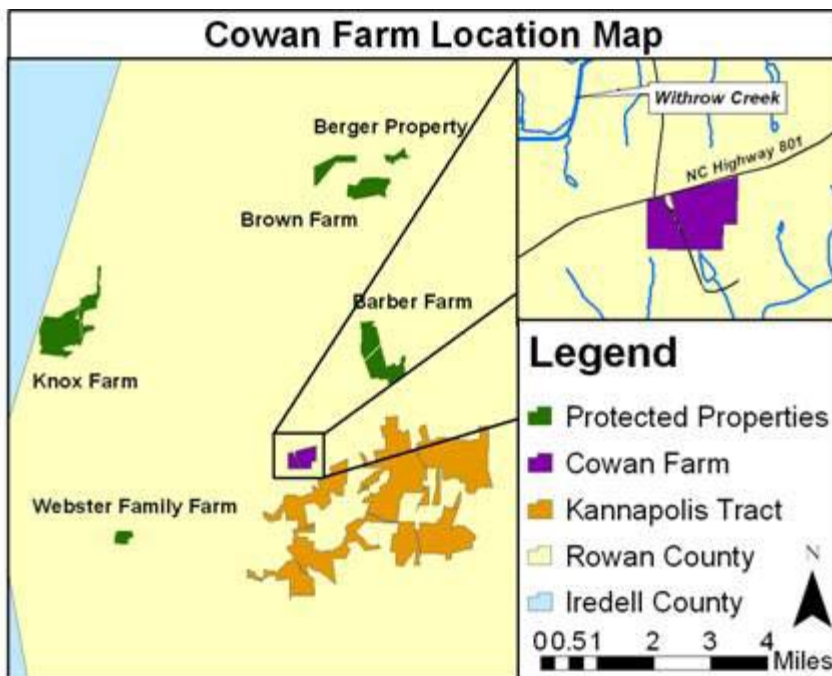 Cowan Farm Location Map
Berger Property
Brown Farm
Barber Farm
Knox Farm
Webster Family Farm
Withrow Creek
NC Highway 801
Legend
Protected Properties
Cowan Farm
Kannapolis Tract
Rowan County
Iredell County
N
0 0.5 1 2 3 4
Miles